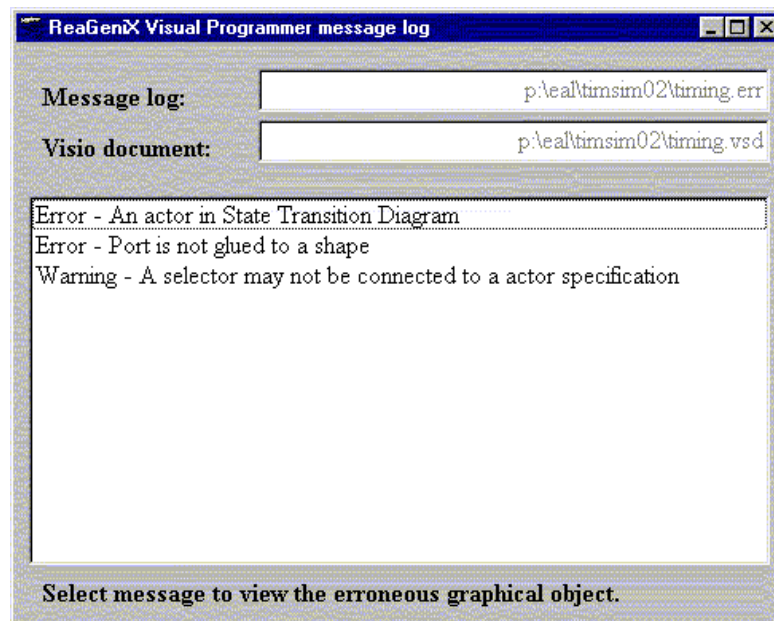 ReaGeniX Visual Programmer message log
Message log: p:\eal\timsim02\timing.err
Visio document: p:\eal\timsim02\timing.vsd
Error - An actor in State Transition Diagram
Error - Port is not glued to a shape
Warning - A selector may not be connected to a actor specification
Select message to view the erroneous graphical object.